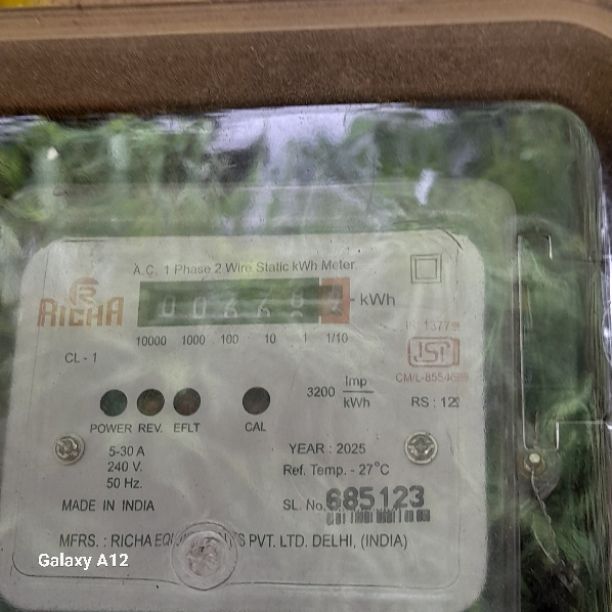 A.C. 1 Phase 2 Wire Static kWh Meter
RICHA
kWh
10000 1000 100 10 1 1/10
CL - 1
ISI
3200 Imp
kWh
RS :
POWER REV. EFLT CAL
5-30 A
240 V.
50 Hz.
YEAR : 2025
Ref. Temp. - 27°C
MADE IN INDIA
SL. No. 685123
MFRS. : RICHA PVT. LTD. DELHI, (INDIA)
Galaxy A12